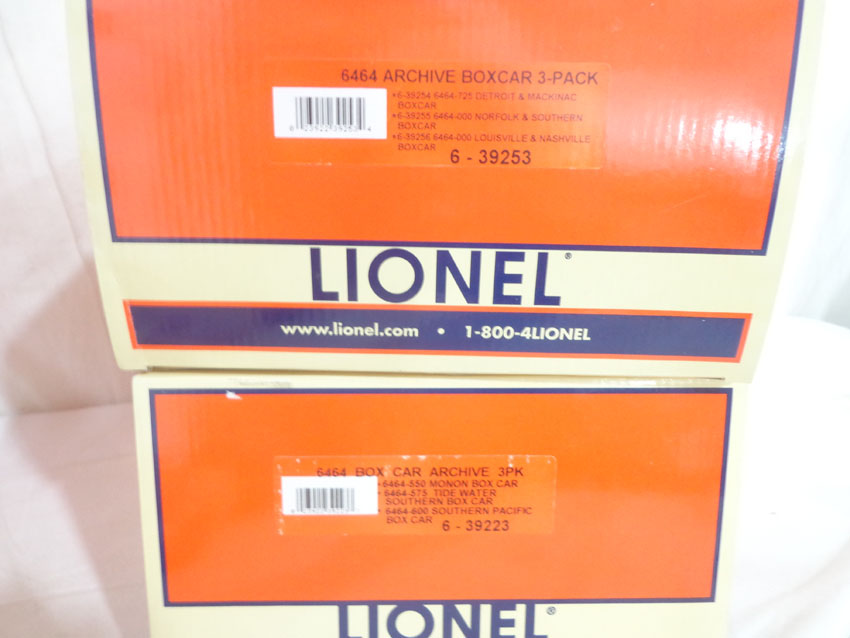 6464 ARCHIVE BOXCAR 3-PACK
•6-39254 6464-725 DETROIT & MACKINAC
BOXCAR
•6-39255 6464-000 NORFOLK & SOUTHERN
BOXCAR
•6-39256 6464-000 LOUISVILLE & NASHVILLE
BOXCAR
6 - 39253
LIONEL®
www.lionel.com • 1-800-4LIONEL
6464 BOX CAR ARCHIVE 3PK
•6464-550 MONON BOX CAR
• 6464-575 TIDE WATER
SOUTHERN BOX CAR
• 6464-600 SOUTHERN PACIFIC
BOX CAR
6 - 39223
LIONEL®